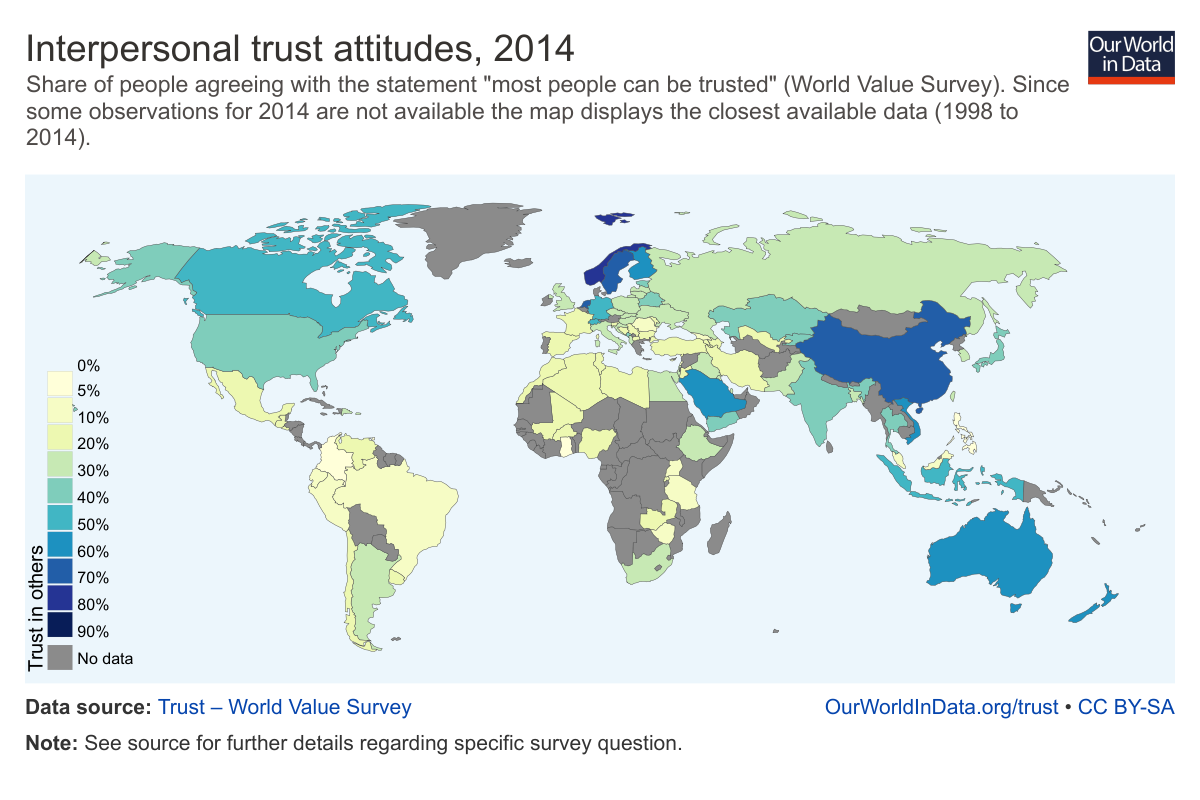 Interpersonal trust attitudes, 2014
Our World
in Data
Share of people agreeing with the statement "most people can be trusted" (World Value Survey). Since
some observations for 2014 are not available the map displays the closest available data (1998 to
2014).
Trust in others
0%
5%
10%
20%
30%
40%
50%
60%
70%
80%
90%
No data
Data source: Trust – World Value Survey
OurWorldInData.org/trust • CC BY-SA
Note: See source for further details regarding specific survey question.